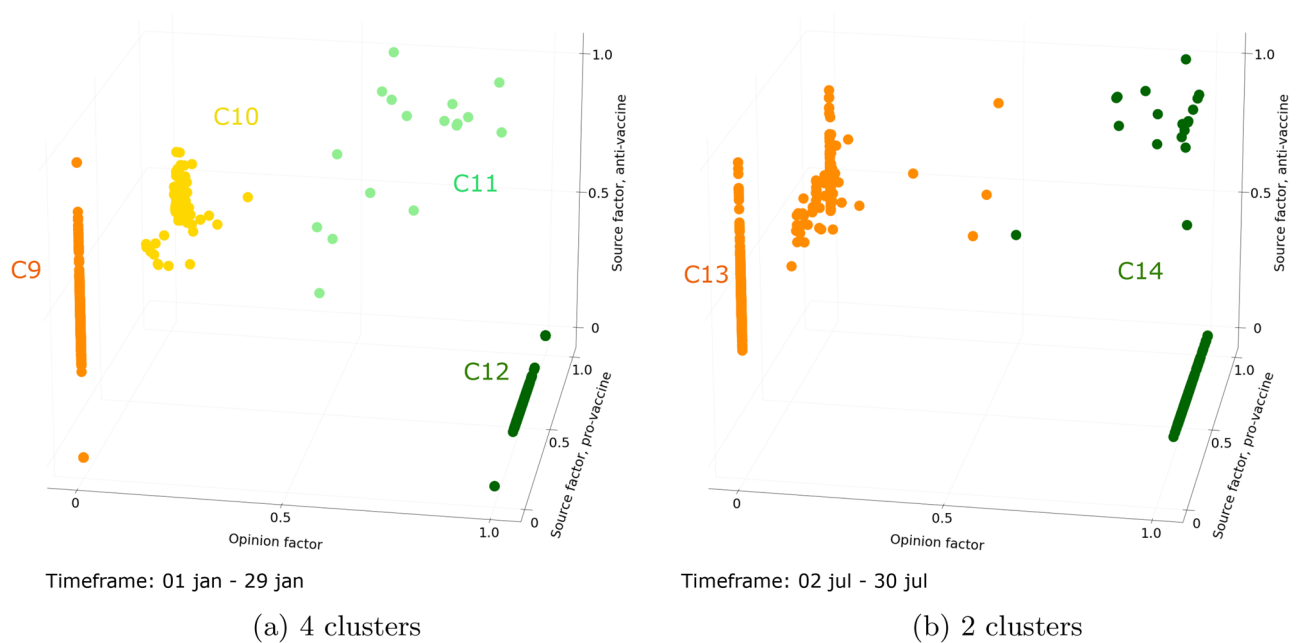 1.0
C10
C11
0.5
Source factor, anti-vaccine
C9
0
C12
1.0
0.5
Source factor, pro-vaccine
0
0
0.5
1.0
Opinion factor
Timeframe: 01 jan - 29 jan
(a) 4 clusters
1.0
0.5
Source factor, anti-vaccine
C13
C14
0
1.0
0.5
Source factor, pro-vaccine
0
0
0.5
1.0
Opinion factor
Timeframe: 02 jul - 30 jul
(b) 2 clusters